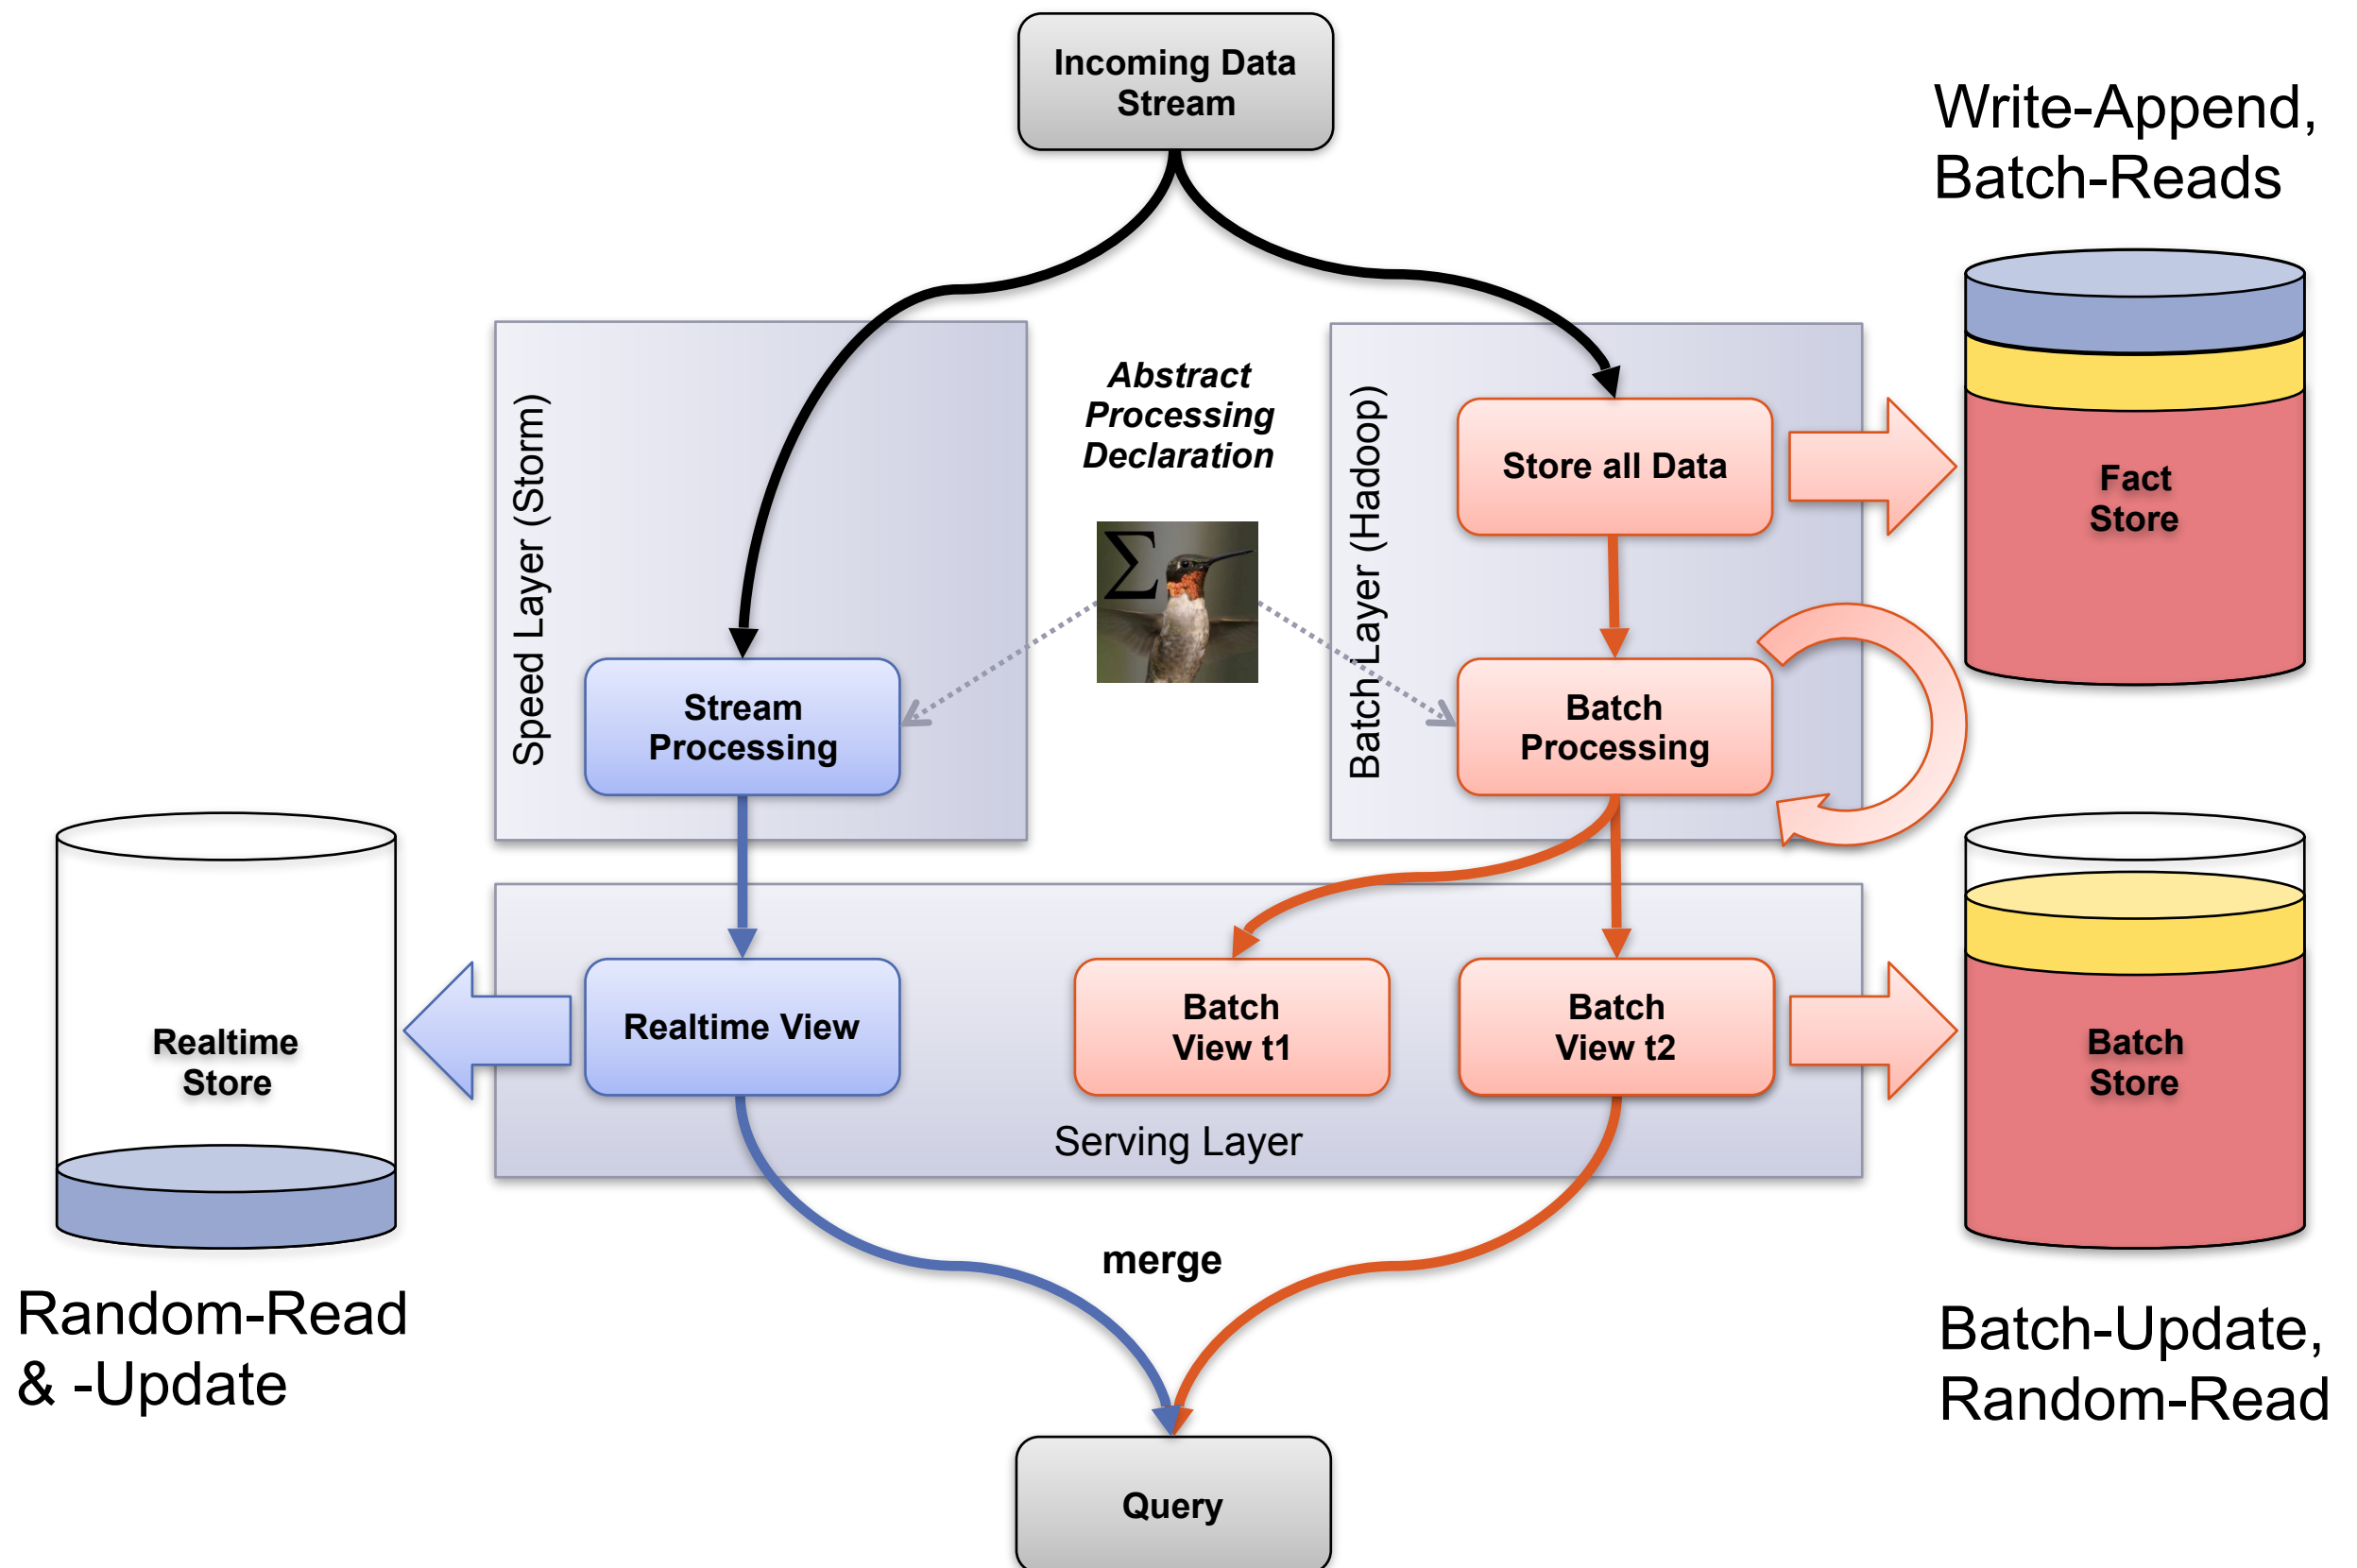 Incoming Data
Stream
Write-Append,
Batch-Reads
Speed Layer (Storm)
Abstract
Processing
Declaration
Σ
Batch Layer (Hadoop)
Store all Data
Fact
Store
Stream
Processing
Batch
Processing
Realtime
Store
Realtime View
Batch
View t1
Batch
View t2
Batch
Store
Serving Layer
merge
Random-Read
& -Update
Batch-Update,
Random-Read
Query